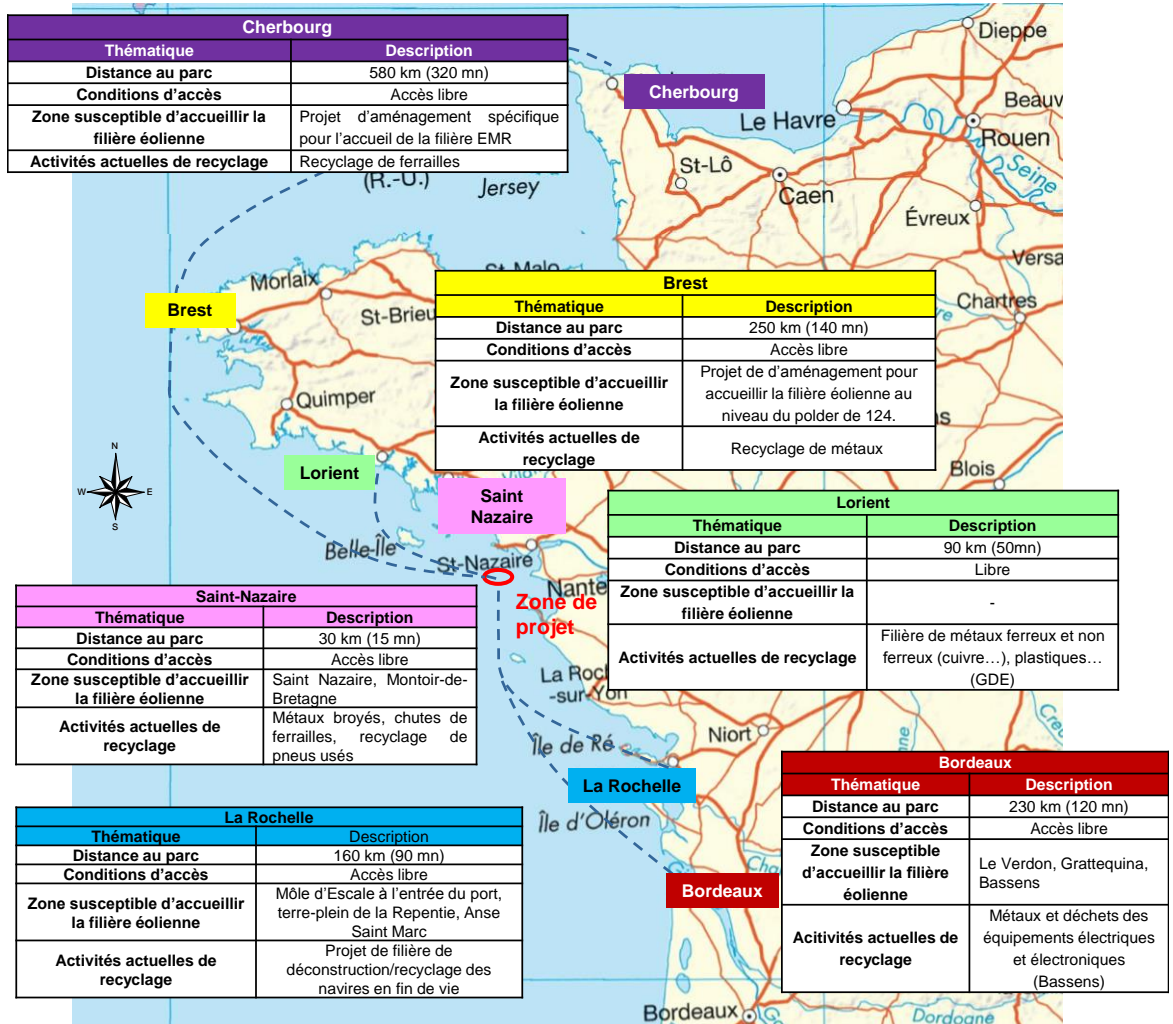 Cherbourg
Thématique Description
Distance au parc 580 km (320 mn)
Conditions d'accès Accès libre
Zone susceptible d'accueillir la filière éolienne Projet d'aménagement spécifique pour l'accueil de la filière EMR
Activités actuelles de recyclage Recyclage de ferrailles
Dieppe
Cherbourg
Le Havre
Beauv
Rouen
Seine
(R.-U.)
Jersey
St-Lô
Caen
Évreux
Versa
St-Malo
Morlaix
Brest
St-Brieu
Chartres
Brest
Thématique Description
Distance au parc 250 km (140 mn)
Conditions d'accès Accès libre
Zone susceptible d'accueillir la filière éolienne Projet de d'aménagement pour accueillir la filière éolienne au niveau du polder de 124.
Activités actuelles de recyclage Recyclage de métaux
Quimper
ns
Blois
N
W E
S
Lorient
Saint
Nazaire
Belle-Île
St-Nazaire
Nante
Zone de
projet
Lorient
Thématique Description
Distance au parc 90 km (50mn)
Conditions d'accès Libre
Zone susceptible d'accueillir la filière éolienne -
Activités actuelles de recyclage Filière de métaux ferreux et non ferreux (cuivre…), plastiques… (GDE)
Saint-Nazaire
Thématique Description
Distance au parc 30 km (15 mn)
Conditions d'accès Accès libre
Zone susceptible d'accueillir la filière éolienne Saint Nazaire, Montoir-de-Bretagne
Activités actuelles de recyclage Métaux broyés, chutes de ferrailles, recyclage de pneus usés
La Roch
-sur-Yon
Niort
Île de Ré
La Rochelle
Île d'Oléron
Bordeaux
La Rochelle
Thématique Description
Distance au parc 160 km (90 mn)
Conditions d'accès Accès libre
Zone susceptible d'accueillir la filière éolienne Môle d'Escale à l'entrée du port, terre-plein de la Repentie, Anse Saint Marc
Activités actuelles de recyclage Projet de filière de déconstruction/recyclage des navires en fin de vie
Bordeaux
Thématique Description
Distance au parc 230 km (120 mn)
Conditions d'accès Accès libre
Zone susceptible d'accueillir la filière éolienne Le Verdon, Grattequina, Bassens
Acitivités actuelles de recyclage Métaux et déchets des équipements électriques et électroniques (Bassens)
Bordeaux
Dordogne